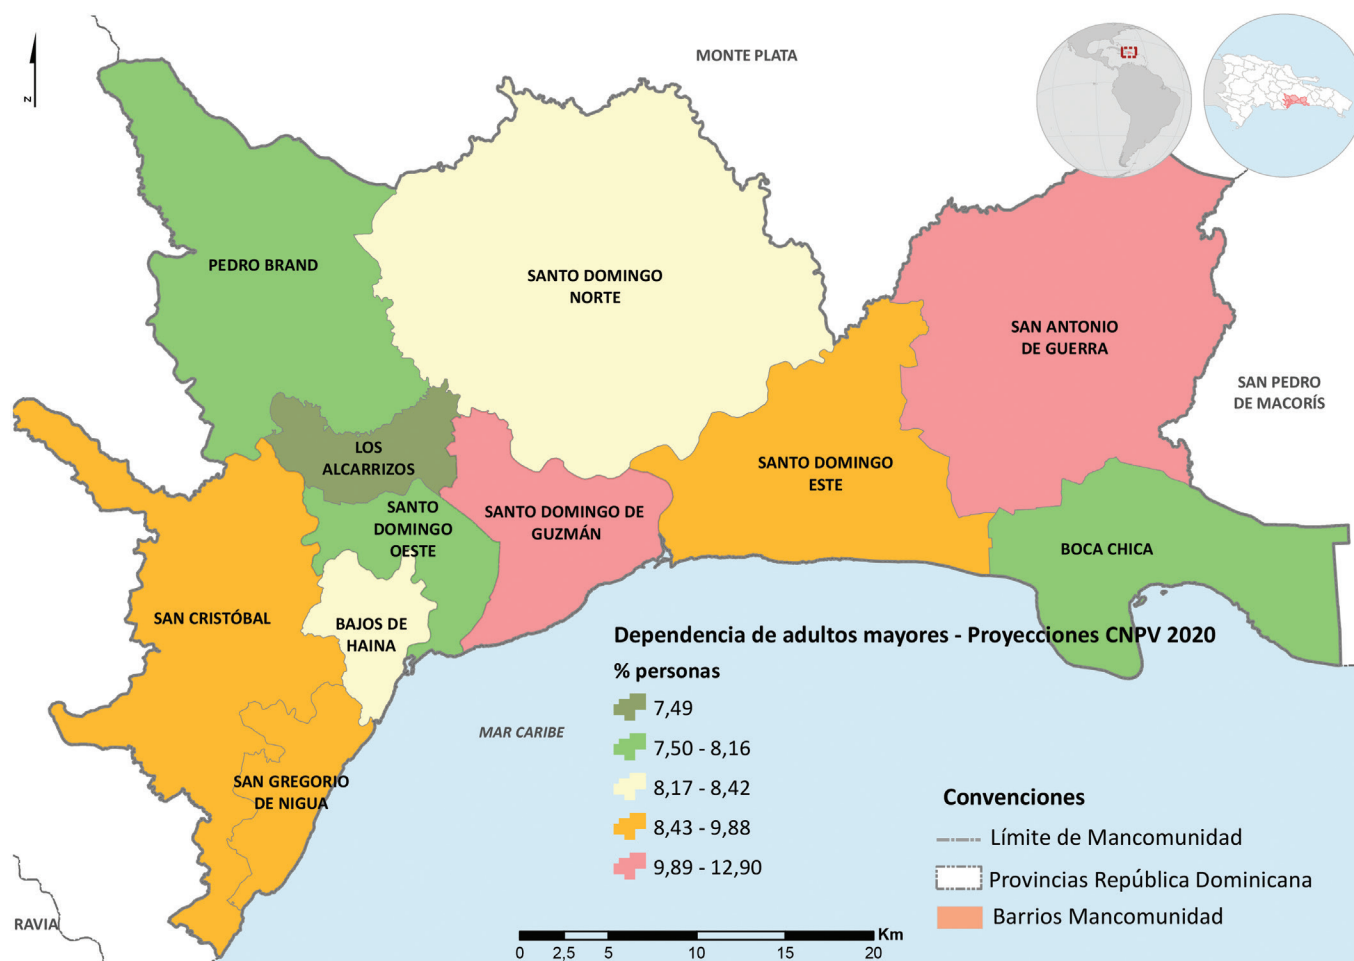 MONTE PLATA
N
PEDRO BRAND
SANTO DOMINGO
NORTE
SAN ANTONIO
DE GUERRA
SAN PEDRO
DE MACORÍS
LOS
ALCARRIZOS
SANTO DOMINGO
ESTE
SANTO
DOMINGO
OESTE
SANTO DOMINGO DE
GUZMÁN
BOCA CHICA
SAN CRISTÓBAL
BAJOS DE
HAINA
SAN GREGORIO
DE NIGUA
MAR CARIBE
RAVIA
Dependencia de adultos mayores - Proyecciones CNPV 2020
% personas
7,49
7,50 - 8,16
8,17 - 8,42
8,43 - 9,88
9,89 - 12,90
Convenciones
Límite de Mancomunidad
Provincias República Dominicana
Barrios Mancomunidad
Km
0 2,5 5 10 15 20